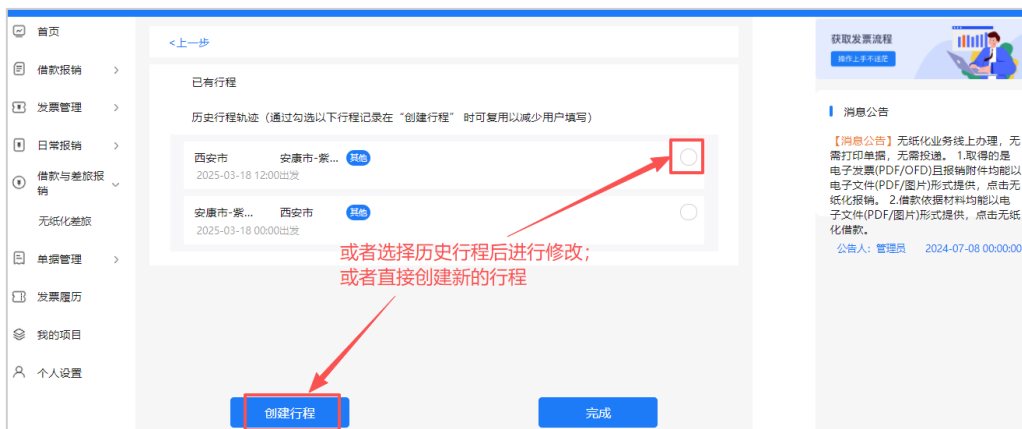 首页
借款报销
发票管理
日常报销
借款与差旅报
销
无纸化差旅
单据管理
发票履历
我的项目
个人设置
<上一步
已有行程
历史行程轨迹（通过勾选以下行程记录在“创建行程” 时可复用以减少用户填写）
西安市 安康市-紫... 其他
2025-03-18 12:00出发
安康市-紫... 西安市 其他
2025-03-18 00:00出发
或者选择历史行程后进行修改；
或者直接创建新的行程
创建行程 完成
获取发票流程
操作上手不迷茫
消息公告
【消息公告】无纸化业务线上办理，无
需打印单据，无需投递。 1.取得的是
电子发票(PDF/OFD)且报销附件均能以
电子文件(PDF/图片)形式提供，点击无
纸化报销。 2.借款依据材料均能以电
子文件(PDF/图片)形式提供，点击无纸
化借款。
公告人：管理员 2024-07-08 00:00:00